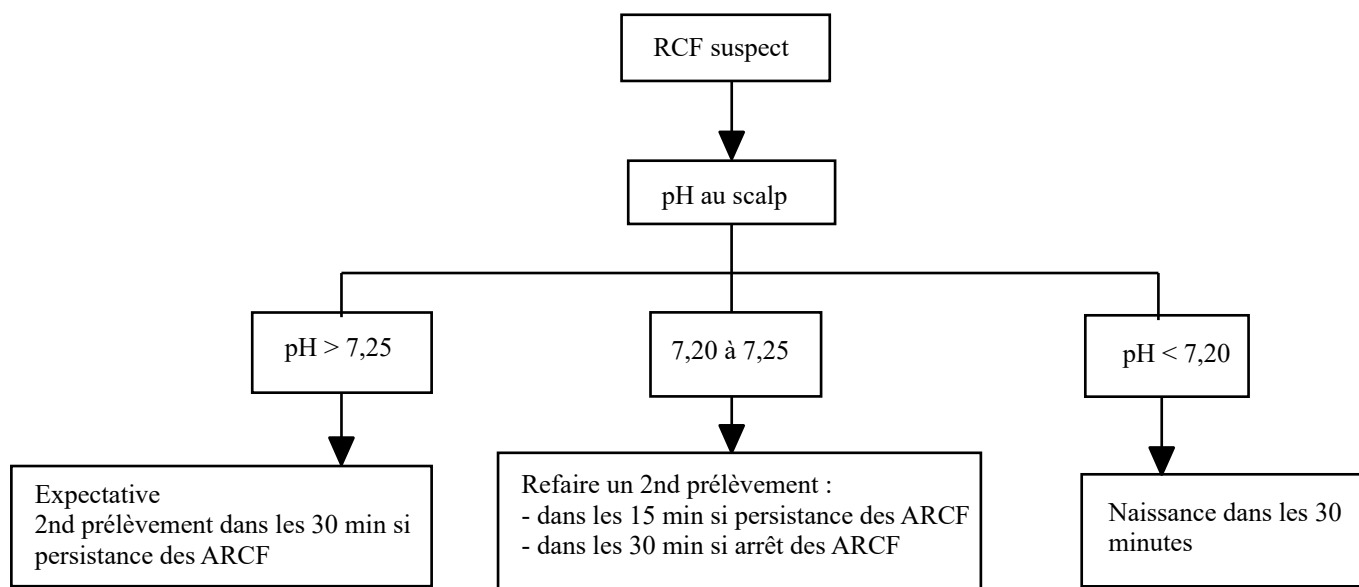 RCF suspect
pH au scalp
pH > 7,25
7,20 à 7,25
pH < 7,20
Expectative
2nd prélèvement dans les 30 min si
persistance des ARCF
Refaire un 2nd prélèvement :
- dans les 15 min si persistance des ARCF
- dans les 30 min si arrêt des ARCF
Naissance dans les 30
minutes